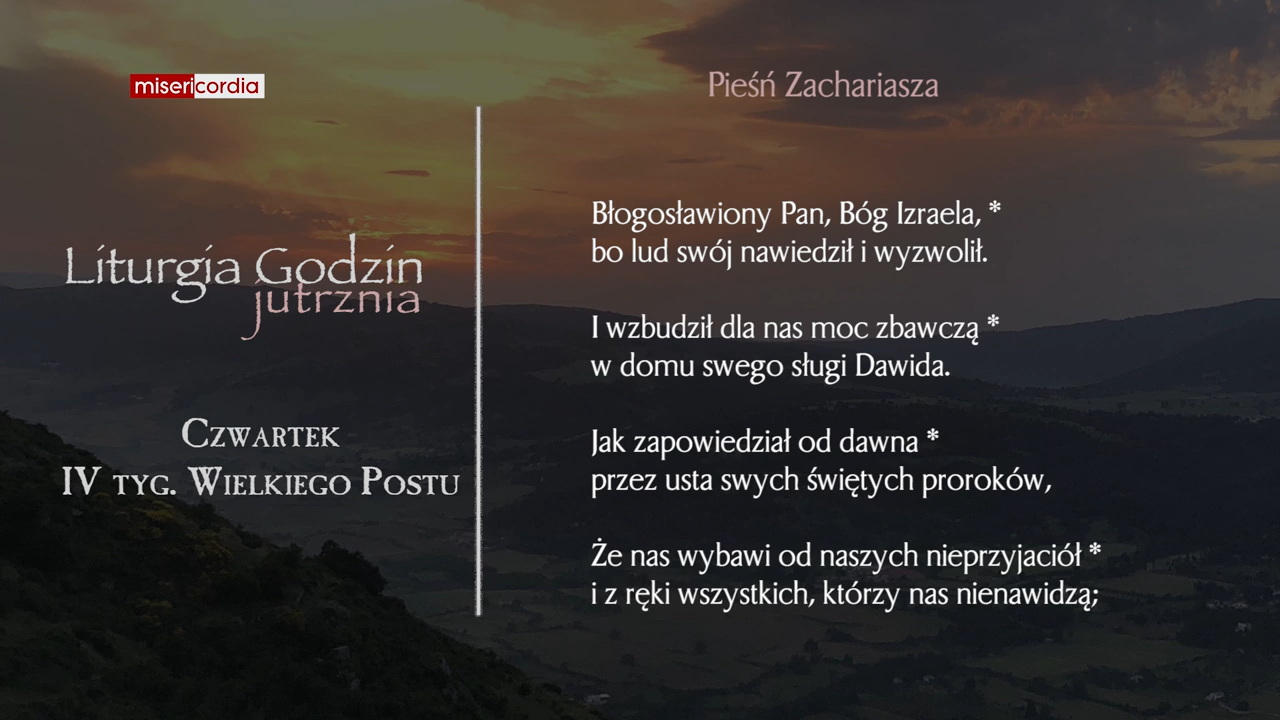 misericordia
Liturgia Godzin
jutrznia
Czwartek
IV tyg. Wielkiego Postu
Pieśń Zachariasza
Błogosławiony Pan, Bóg Izraela, *
bo lud swój nawiedził i wyzwolił.
I wzbudził dla nas moc zbawczą *
w domu swego sługi Dawida.
Jak zapowiedział od dawna *
przez usta swych świętych proroków,
Że nas wybawi od naszych nieprzyjaciół *
i z ręki wszystkich, którzy nas nienawidzą;